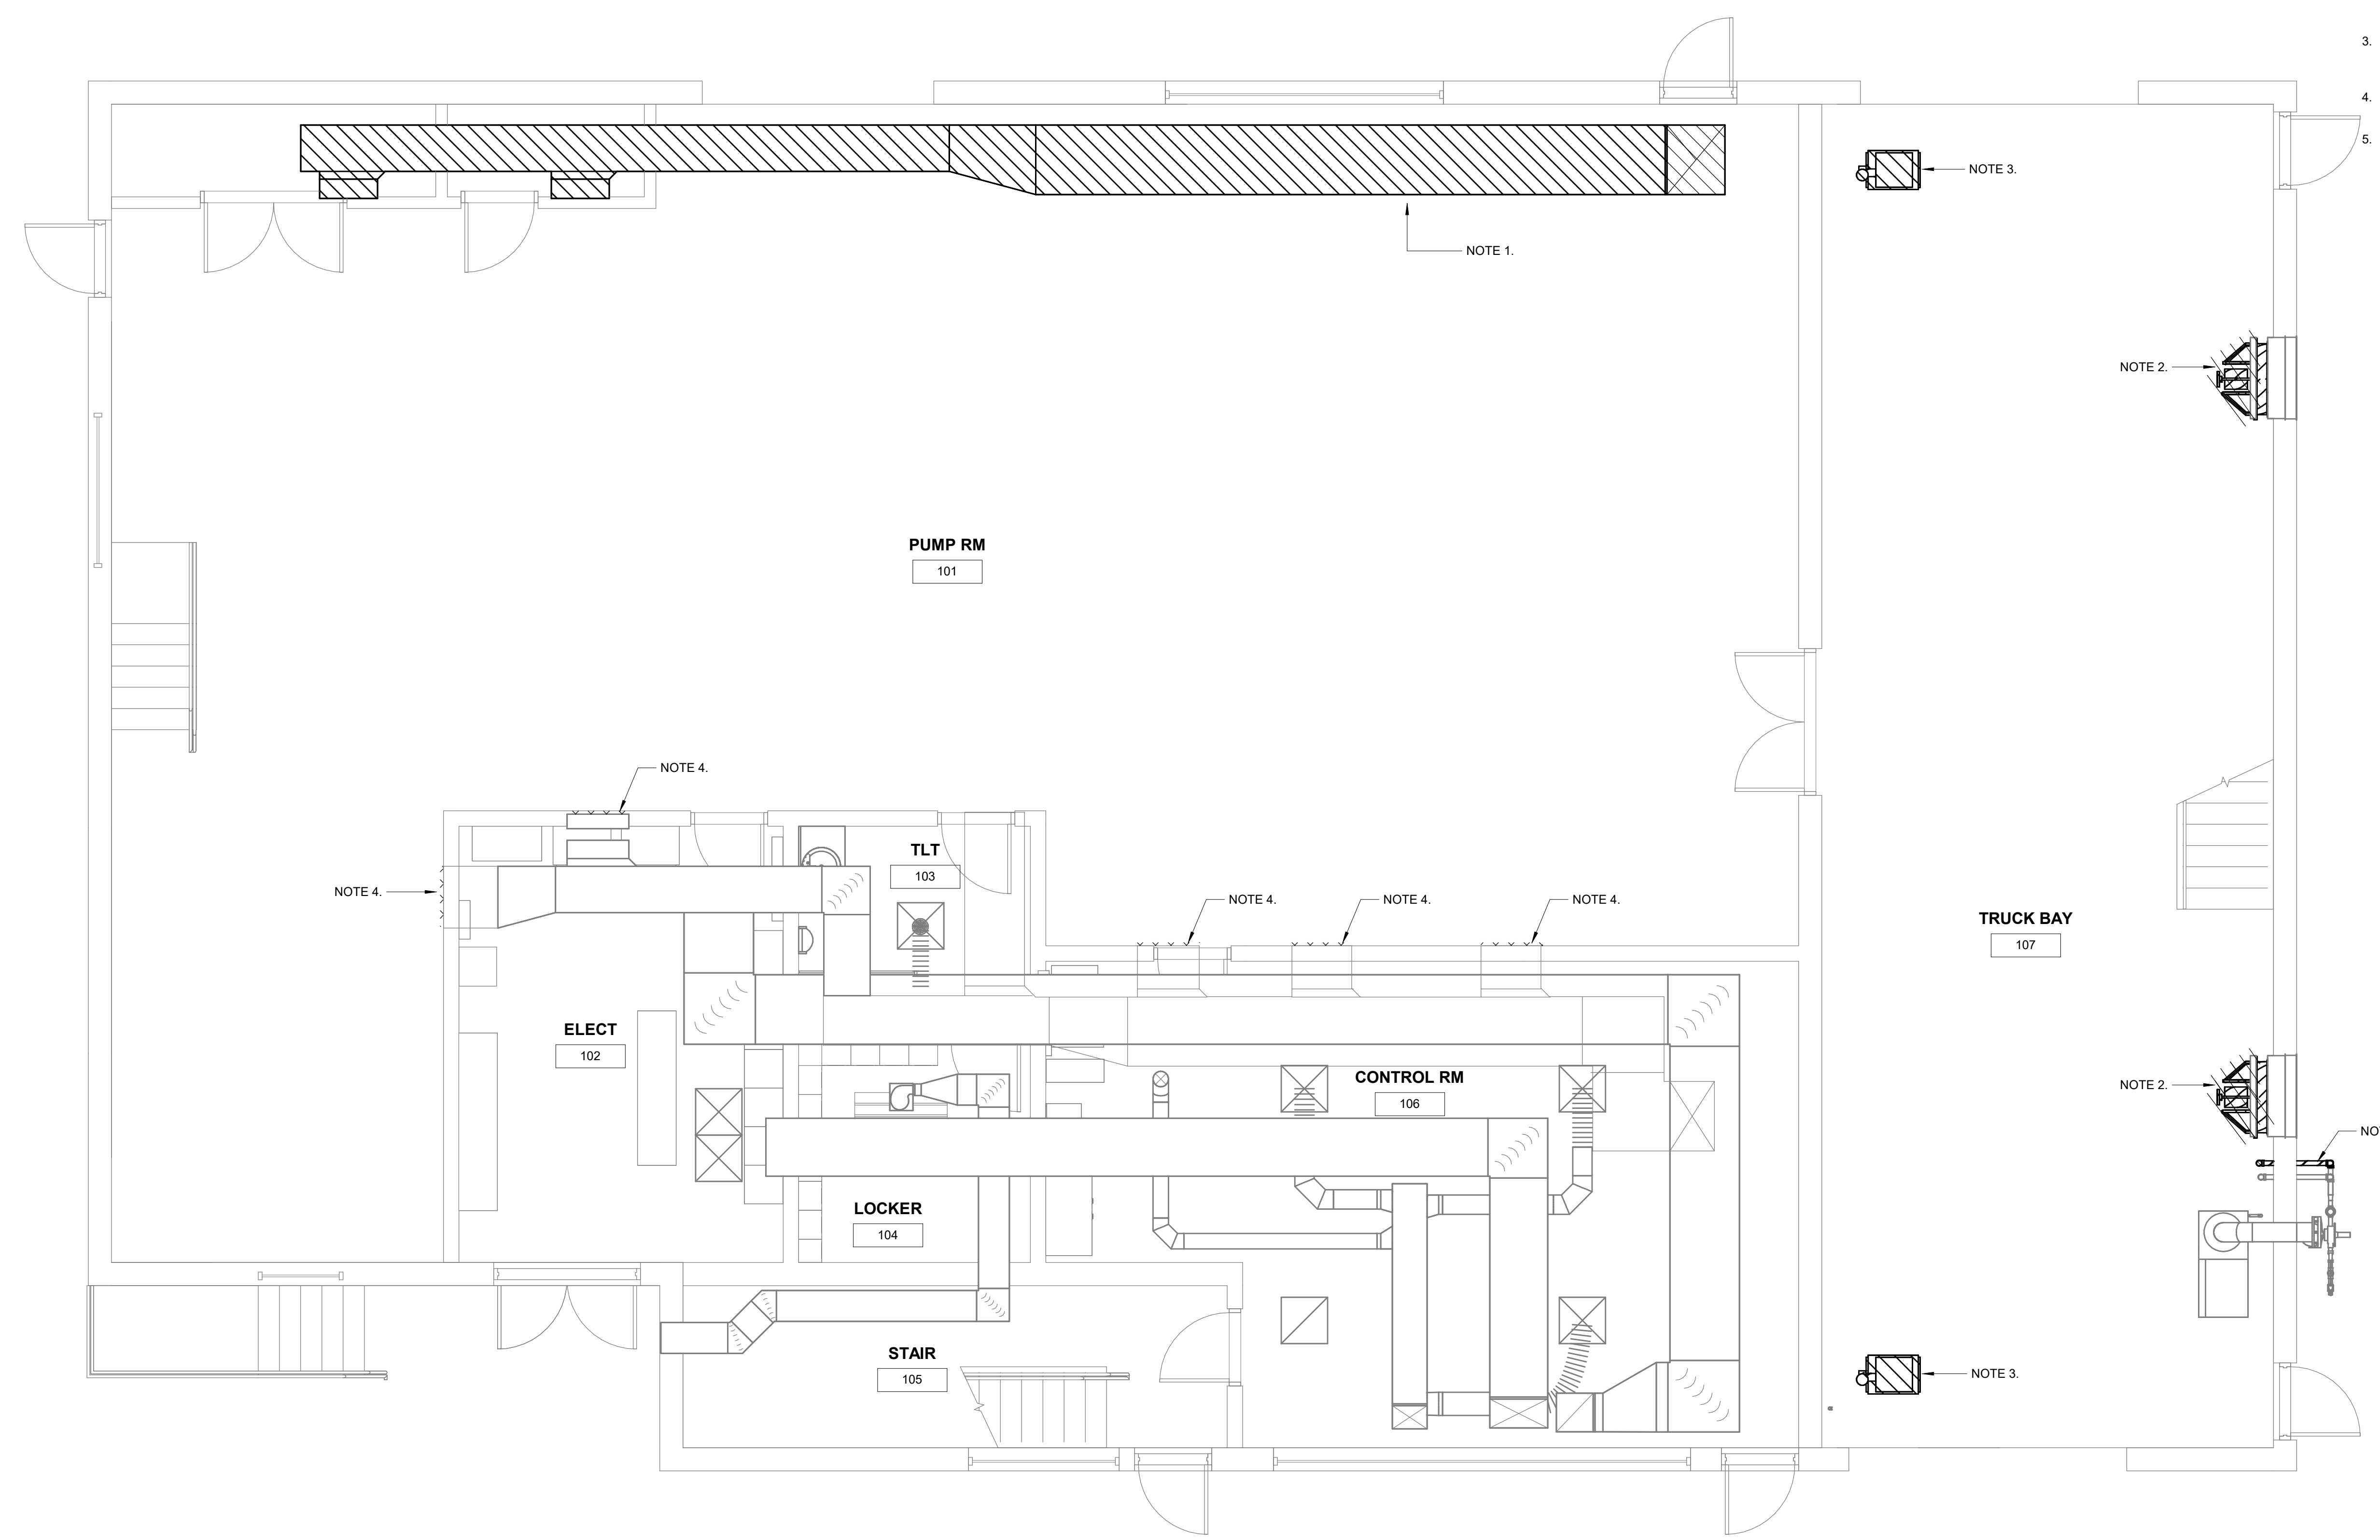 3.
4.
5.
NOTE 3.
NOTE 1.
NOTE 2.
PUMP RM
101
NOTE 4.
TLT
103
NOTE 4.
NOTE 4.
NOTE 4.
NOTE 4.
TRUCK BAY
107
ELECT
102
CONTROL RM
106
NOTE 2.
LOCKER
104
STAIR
105
NOTE 3.